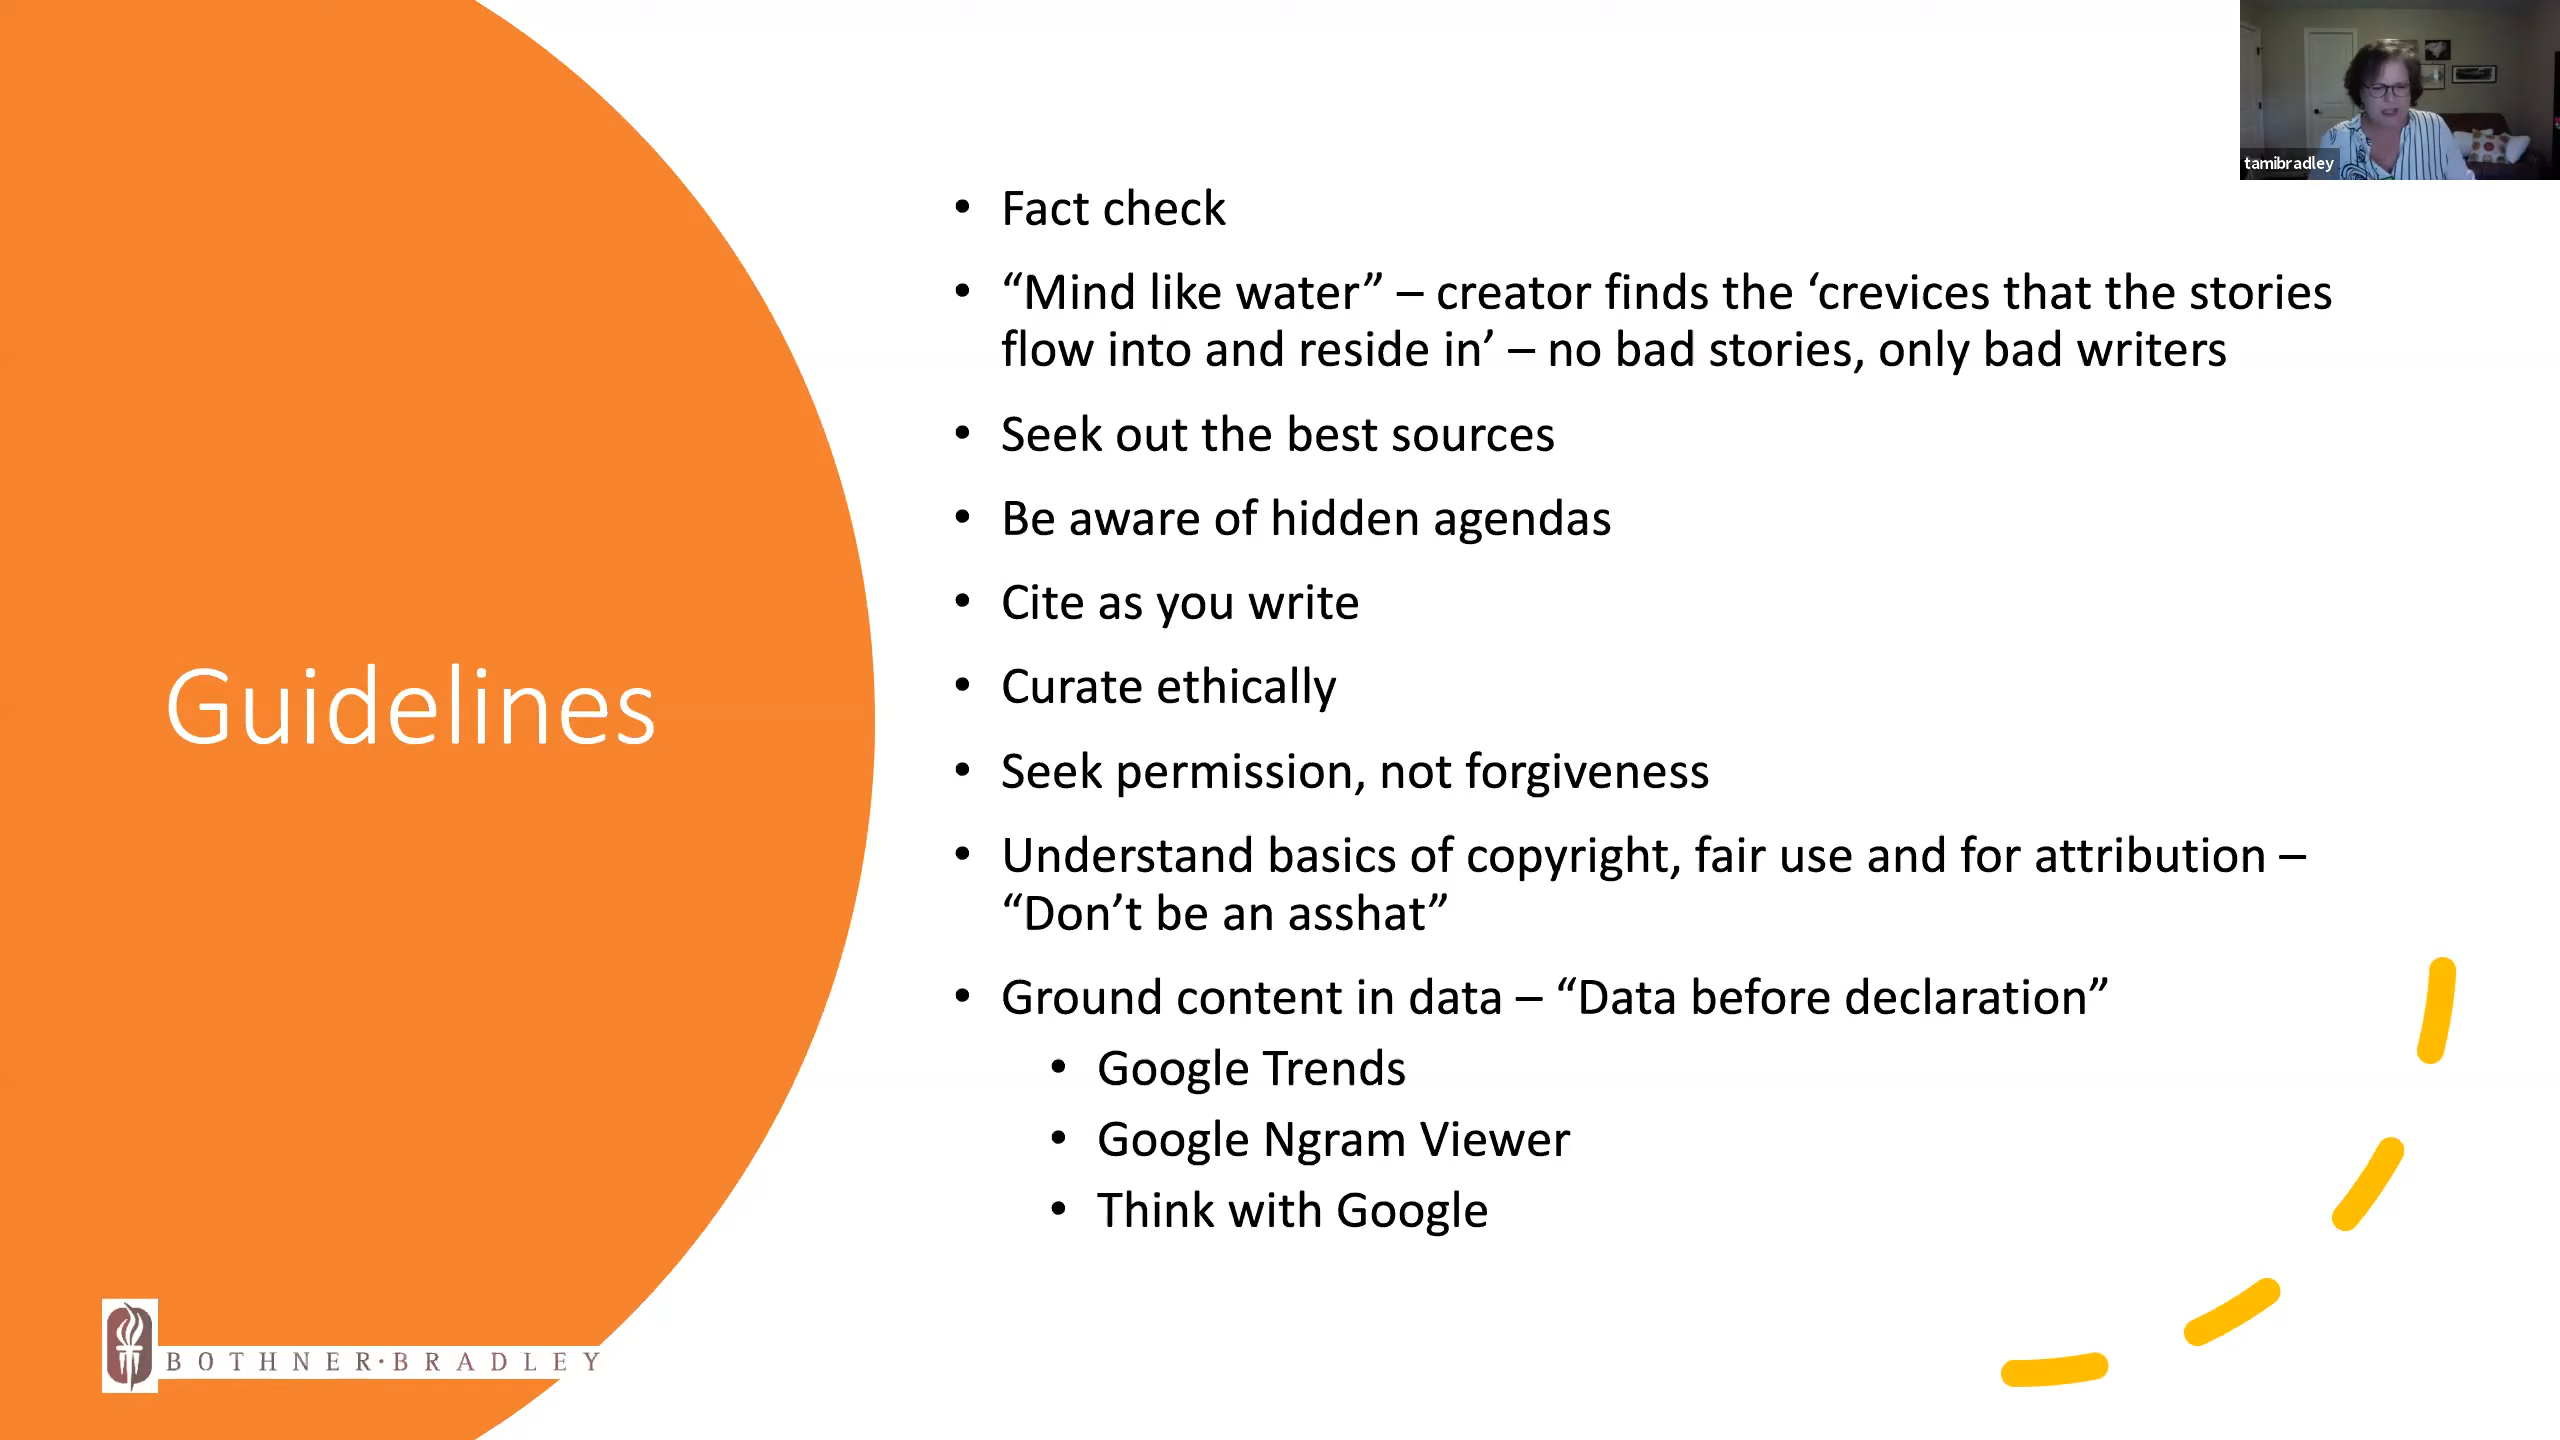 tamibradley
Guidelines
• Fact check
• “Mind like water” – creator finds the ‘crevices that the stories
flow into and reside in’ – no bad stories, only bad writers
• Seek out the best sources
• Be aware of hidden agendas
• Cite as you write
• Curate ethically
• Seek permission, not forgiveness
• Understand basics of copyright, fair use and for attribution –
“Don’t be an asshat”
• Ground content in data – “Data before declaration”
• Google Trends
• Google Ngram Viewer
• Think with Google
BOTHNER·BRADLEY